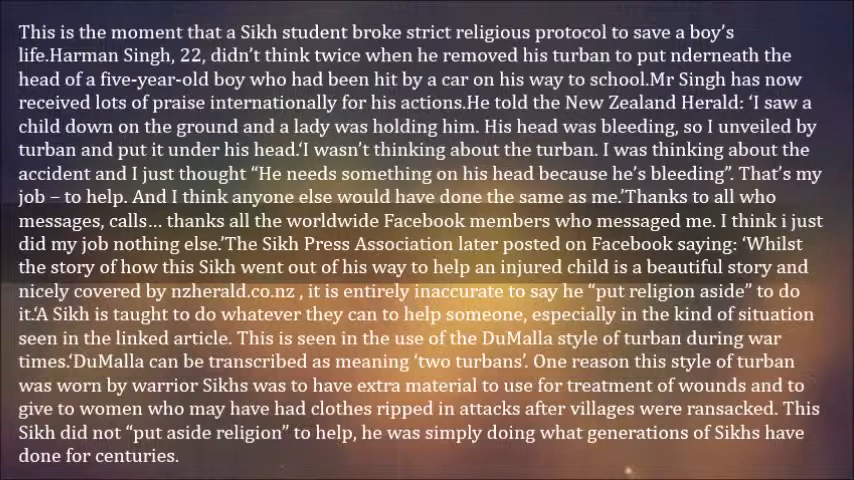 This is the moment that a Sikh student broke strict religious protocol to save a boy’s
life.Harman Singh, 22, didn’t think twice when he removed his turban to put nderneath the
head of a five-year-old boy who had been hit by a car on his way to school.Mr Singh has now
received lots of praise internationally for his actions.He told the New Zealand Herald: ‘I saw a
child down on the ground and a lady was holding him. His head was bleeding, so I unveiled by
turban and put it under his head.‘I wasn’t thinking about the turban. I was thinking about the
accident and I just thought “He needs something on his head because he’s bleeding”. That’s my
job – to help. And I think anyone else would have done the same as me.’Thanks to all who
messages, calls… thanks all the worldwide Facebook members who messaged me. I think i just
did my job nothing else.’The Sikh Press Association later posted on Facebook saying: ‘Whilst
the story of how this Sikh went out of his way to help an injured child is a beautiful story and
nicely covered by nzherald.co.nz , it is entirely inaccurate to say he “put religion aside” to do
it.‘A Sikh is taught to do whatever they can to help someone, especially in the kind of situation
seen in the linked article. This is seen in the use of the DuMalla style of turban during war
times.‘DuMalla can be transcribed as meaning ‘two turbans’. One reason this style of turban
was worn by warrior Sikhs was to have extra material to use for treatment of wounds and to
give to women who may have had clothes ripped in attacks after villages were ransacked. This
Sikh did not “put aside religion” to help, he was simply doing what generations of Sikhs have
done for centuries.